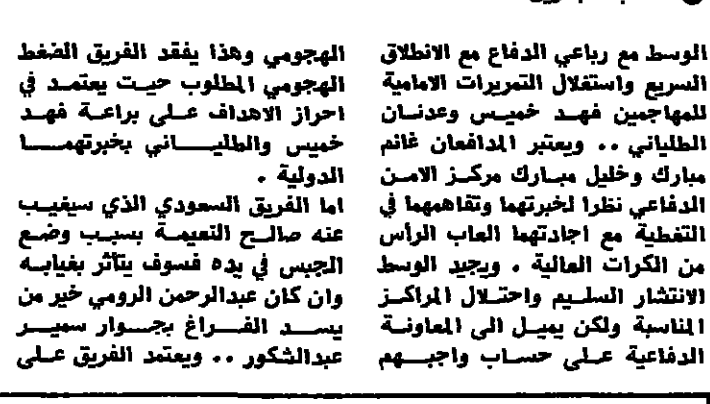 الوسط مع رباعي الدفاع مع الانطلاق
السريع واستغلال التمريرات الامامية
للمهاجمين فهد خميس وعدنان
الطلياني .. ويعتبر المدافعان غانم
مبارك وخليل مبارك مركز الامن
الدفاعي نظرا لخبرتهما وتفاهمهما في
التغطية مع اجادتهما العاب الرأس
من الكرات العالية . ويجيد الوسط
الانتشار السليم واحتلال المراكز
المناسبة ولكن يميل الى المعاونة
الدفاعية على حساب واجبهم
الهجومي وهذا يفقد الفريق الضغط
الهجومي المطلوب حيت يعتمد في
احراز الاهداف على براعة فهد
خميس والطلياني بخبرتهما
الدولية .
اما الفريق السعودي الذي سيغيب
عنه صالح النعيمة بسبب وضع
الجبس في يده فسوف يتأثر بغيابه
وان كان عبدالرحمن الرومي خير من
يسد الفراغ بجوار سمير
عبدالشكور .. ويعتمد الفريق على